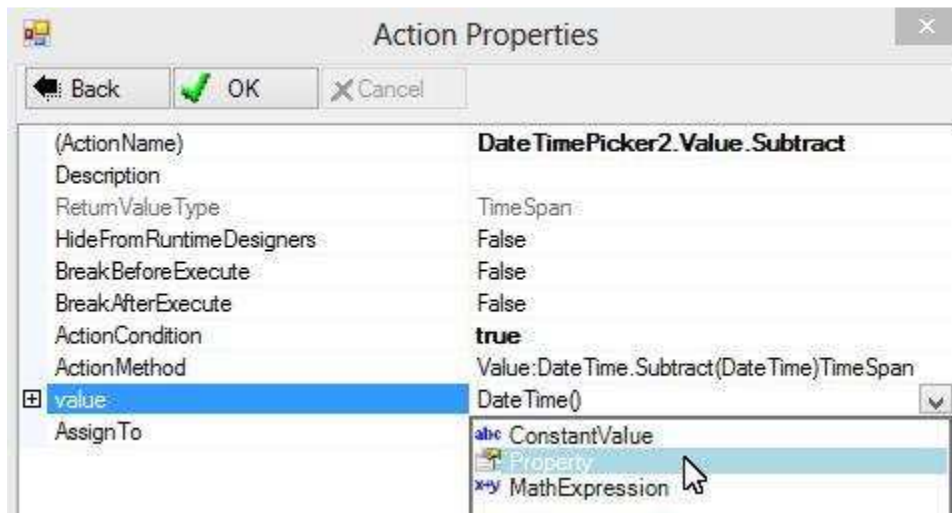 Action Properties
Back OK Cancel
(ActionName) DateTimePicker2.Value.Subtract
Description
ReturnValueType TimeSpan
HideFromRuntimeDesigners False
BreakBeforeExecute False
BreakAfterExecute False
ActionCondition true
ActionMethod Value:DateTime.Subtract(DateTime)TimeSpan
value DateTime()
AssignTo
abc ConstantValue
Property
x+y MathExpression